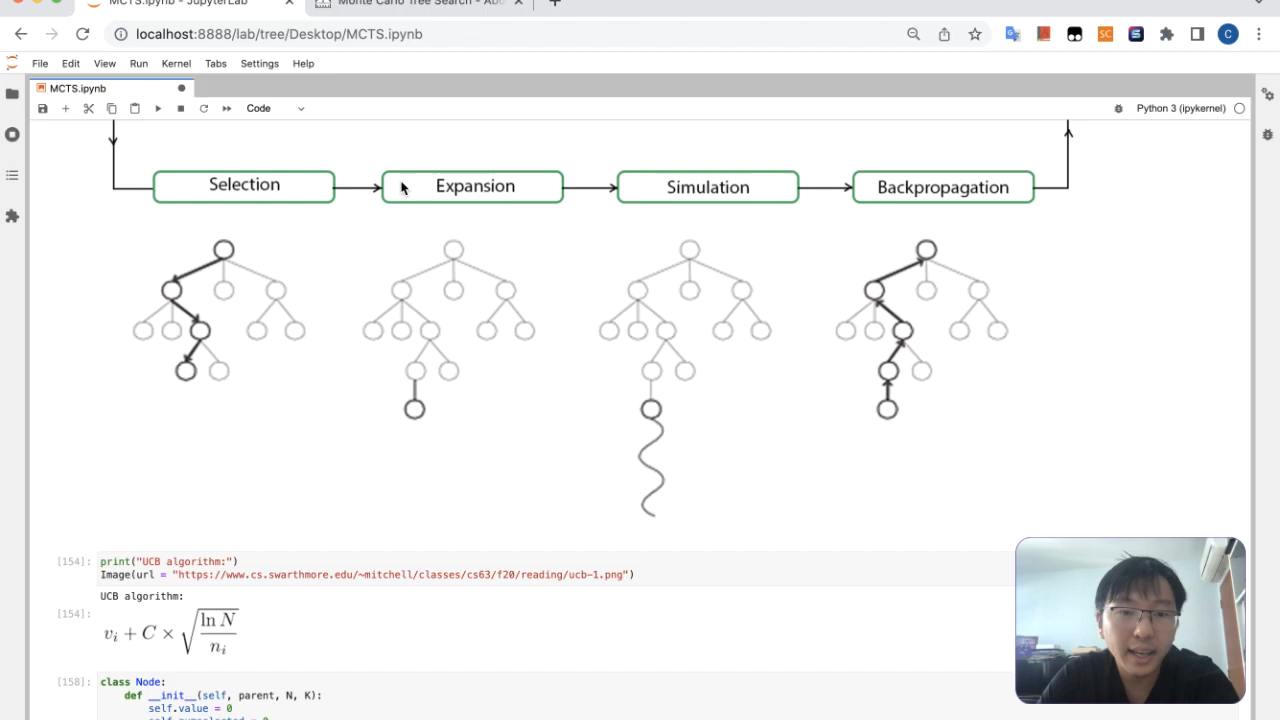 MCTS.ipynb - JupyterLab
Monte Carlo Tree Search - Abo
localhost:8888/lab/tree/Desktop/MCTS.ipynb
SC
C
File Edit View Run Kernel Tabs Settings Help
MCTS.ipynb
Code
Python 3 (ipykernel)
Selection
Expansion
Simulation
Backpropagation
[154]: print("UCB algorithm:")
Image(url = "https://www.cs.swarthmore.edu/~mitchell/classes/cs63/f20/reading/ucb-1.png")
UCB algorithm:
[154]:
v_i + C × √(ln N / n_i)
[158]: class Node:
def __init__(self, parent, N, K):
self.value = 0